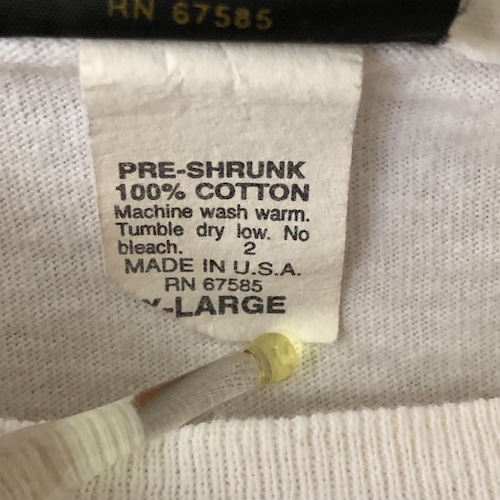 RN 67585
PRE-SHRUNK
100% COTTON
Machine wash warm.
Tumble dry low. No
bleach. 2
MADE IN U.S.A.
RN 67585
X-LARGE